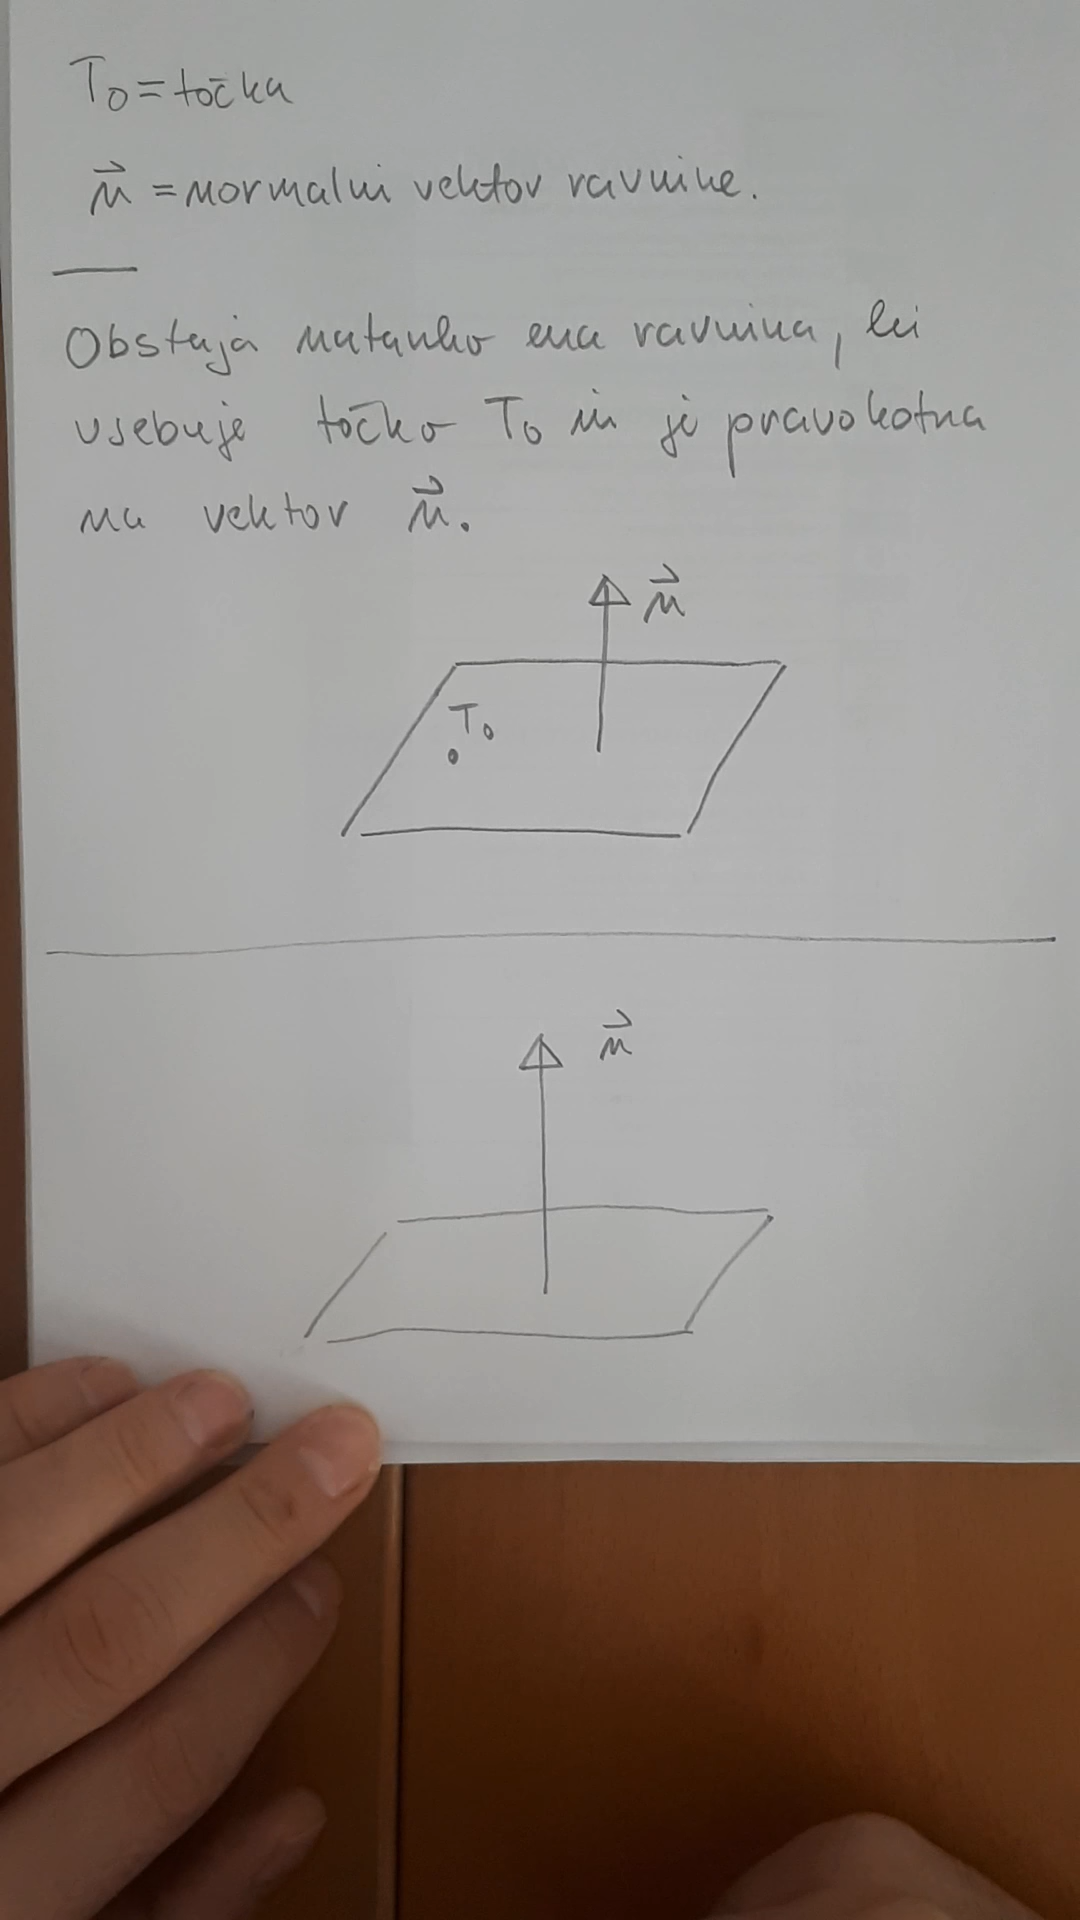 T₀ = točka
n⃗ = normalni vektor ravnine.
Obstaja natanko ena ravnina, ki
vsebuje točko T₀ in je pravokotna
na vektor n⃗.
n⃗
T₀
n⃗